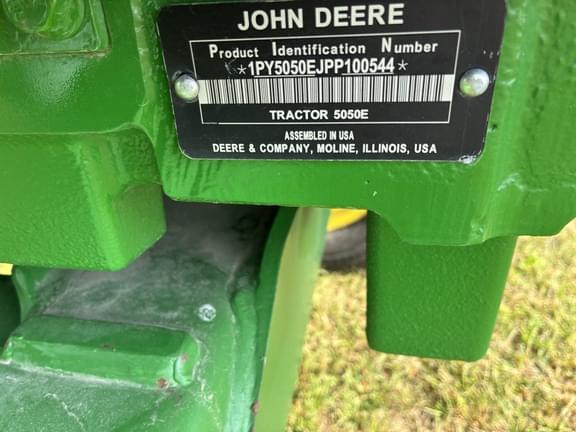 JOHN DEERE
Product Identification Number
*1PY5050EJPP100544*
TRACTOR 5050E
ASSEMBLED IN USA
DEERE & COMPANY, MOLINE, ILLINOIS, USA